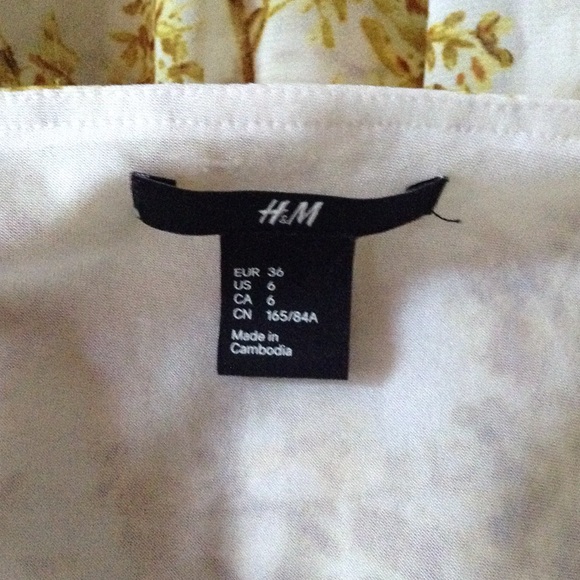 H&M
EUR 36
US 6
CA 6
CN 165/84A
Made in
Cambodia